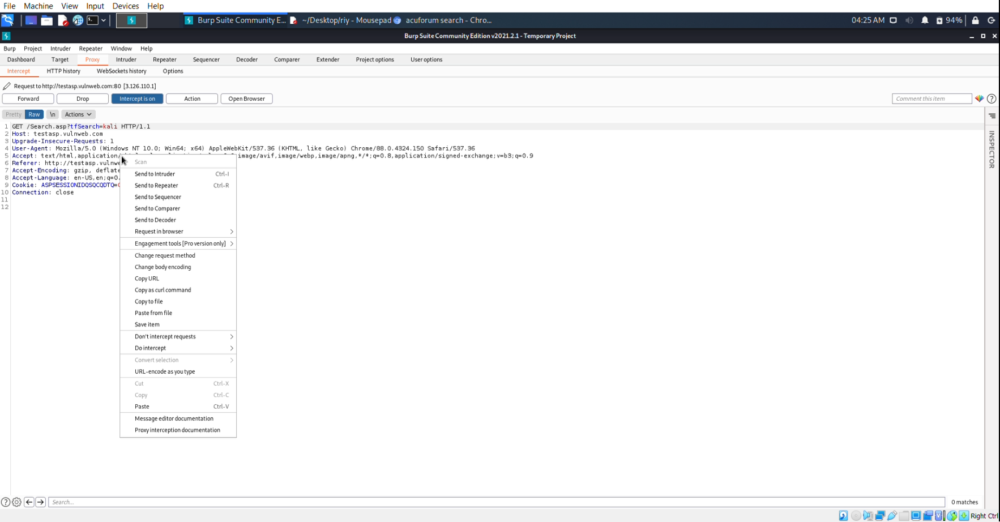 File Machine View Input Devices Help
Burp Suite Community E... ~/Desktop/riy - Mousepad acuforum search - Chro... 04:25 AM 94%
Burp Suite Community Edition v2021.2.1 - Temporary Project
Burp Project Intruder Repeater Window Help
Dashboard Target Proxy Intruder Repeater Sequencer Decoder Comparer Extender Project options User options
Intercept HTTP history WebSockets history Options
Request to http://testasp.vulnweb.com:80 [3.126.110.1]
Forward Drop Intercept is on Action Open Browser Comment this item
Pretty Raw \n Actions
1 GET /Search.asp?tfSearch=kali HTTP/1.1
2 Host: testasp.vulnweb.com
3 Upgrade-Insecure-Requests: 1
4 User-Agent: Mozilla/5.0 (Windows NT 10.0; Win64; x64) AppleWebKit/537.36 (KHTML, like Gecko) Chrome/88.0.4324.150 Safari/537.36
5 Accept: text/html,application/ image/avif,image/webp,image/apng,*/*;q=0.8,application/signed-exchange;v=b3;q=0.9
6 Referer: http://testasp.vulnwe
7 Accept-Encoding: gzip, deflate
8 Accept-Language: en-US,en;q=0.
9 Cookie: ASPSESSIONIDQSQCQDTQ=
10 Connection: close
11
12
Scan
Send to Intruder Ctrl-I
Send to Repeater Ctrl-R
Send to Sequencer
Send to Comparer
Send to Decoder
Request in browser
Engagement tools [Pro version only]
Change request method
Change body encoding
Copy URL
Copy as curl command
Copy to file
Paste from file
Save item
Don't intercept requests
Do intercept
Convert selection
URL-encode as you type
Cut Ctrl-X
Copy Ctrl-C
Paste Ctrl-V
Message editor documentation
Proxy interception documentation
INSPECTOR
Search... 0 matches
Right Ctrl